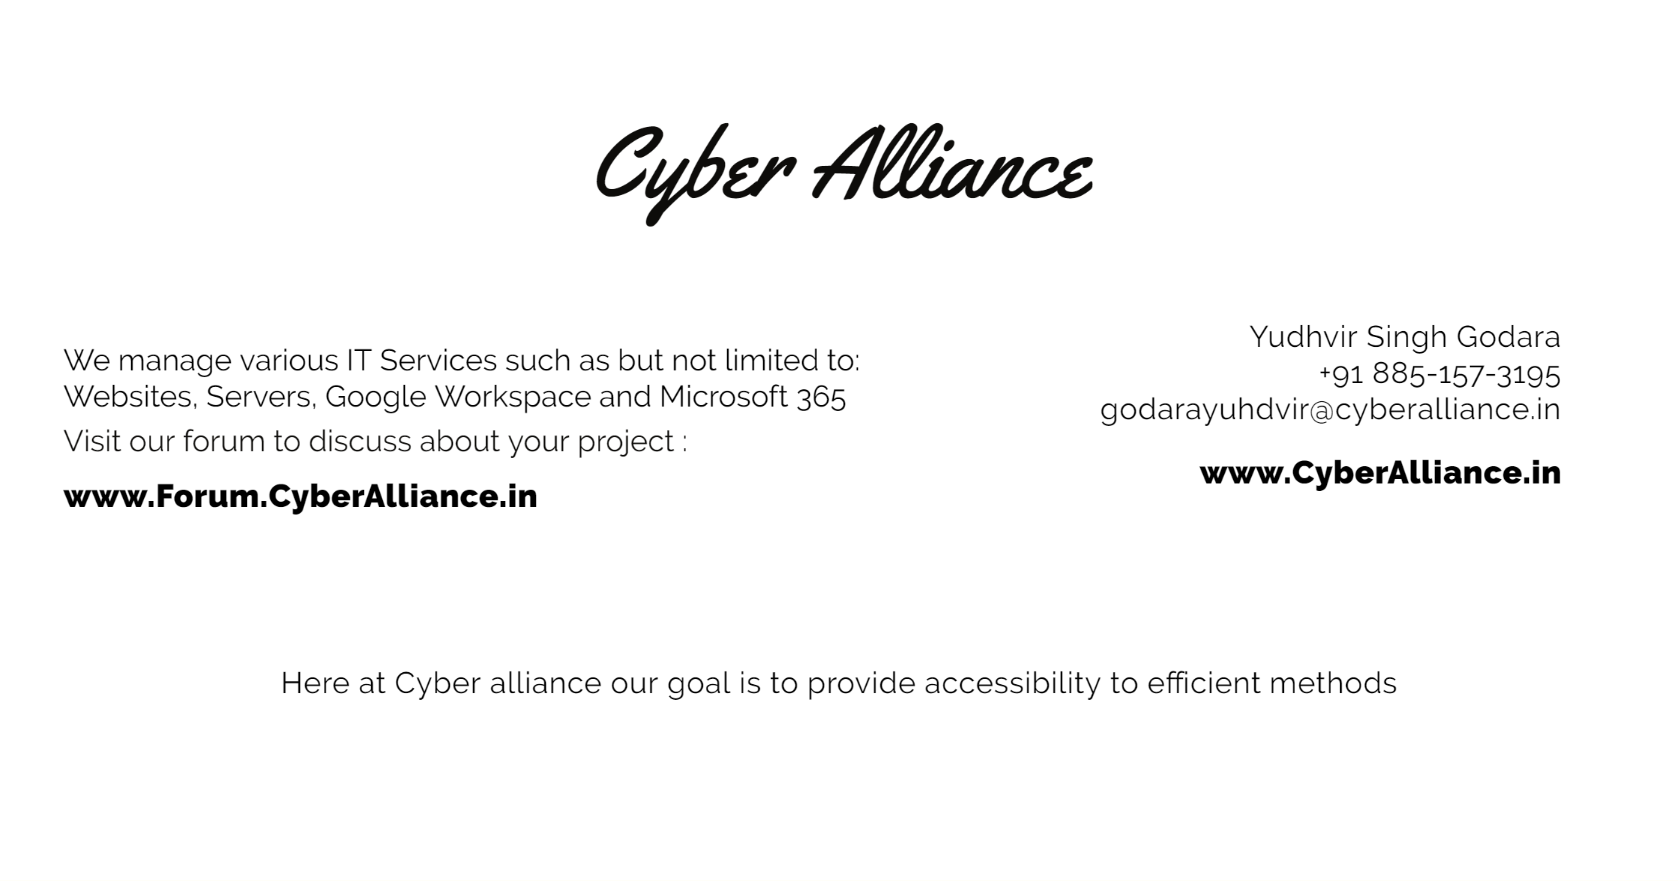 Cyber Alliance
We manage various IT Services such as but not limited to:
Websites, Servers, Google Workspace and Microsoft 365
Visit our forum to discuss about your project :
www.Forum.CyberAlliance.in
Yudhvir Singh Godara
+91 885-157-3195
godarayuhdvir@cyberalliance.in
www.CyberAlliance.in
Here at Cyber alliance our goal is to provide accessibility to efficient methods